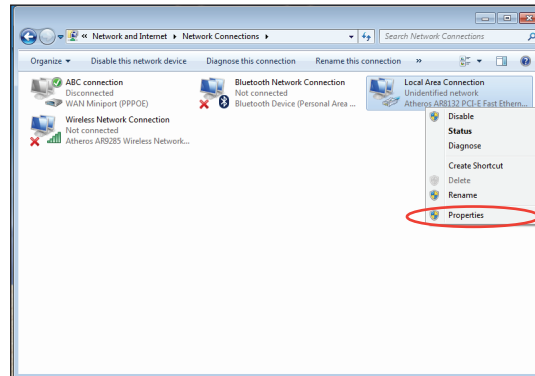 « Network and Internet ▸ Network Connections ▸
Search Network Connections
Organize ▾ Disable this network device Diagnose this connection Rename this connection »
ABC connection
Disconnected
WAN Miniport (PPPOE)
Bluetooth Network Connection
Not connected
Bluetooth Device (Personal Area ...
Local Area Connection
Unidentified network
Atheros AR8132 PCI-E Fast Ethern...
Wireless Network Connection
Not connected
Atheros AR9285 Wireless Network...
Disable
Status
Diagnose
Create Shortcut
Delete
Rename
Properties